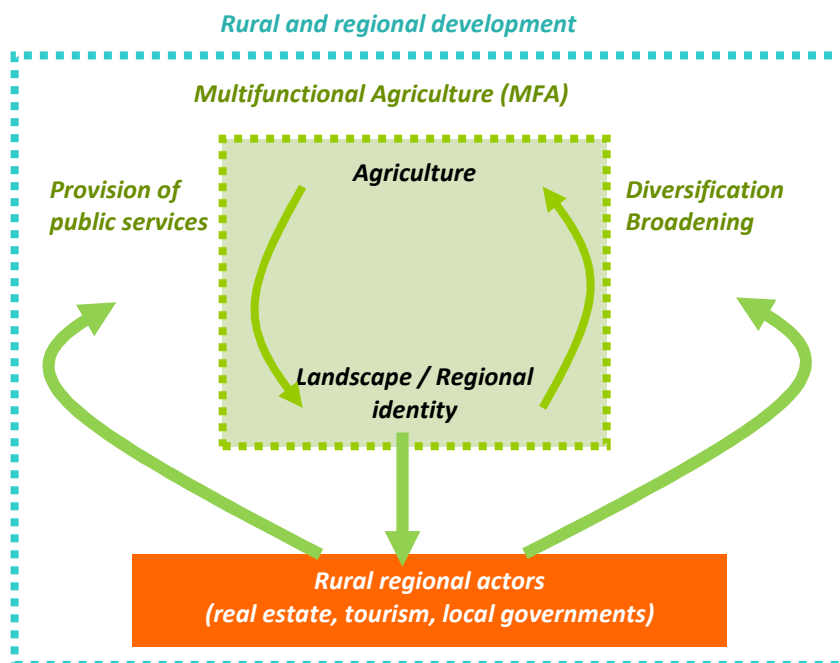 Rural and regional development
Multifunctional Agriculture (MFA)
Agriculture
Provision of
public services
Diversification
Broadening
Landscape / Regional
identity
Rural regional actors
(real estate, tourism, local governments)